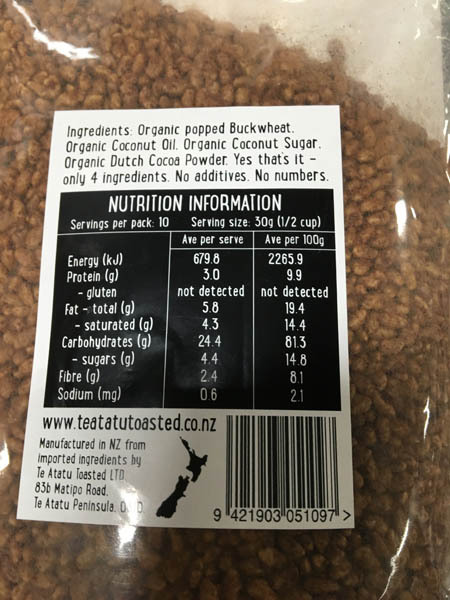 Ingredients: Organic popped Buckwheat.
Organic Coconut Oil. Organic Coconut Sugar.
Organic Dutch Cocoa Powder. Yes that's it –
only 4 ingredients. No additives. No numbers.
NUTRITION INFORMATION
Servings per pack: 10 Serving size: 30g (1/2 cup)
Ave per serve Ave per 100g
Energy (kJ) 679.8 2265.9
Protein (g) 3.0 9.9
- gluten not detected not detected
Fat - total (g) 5.8 19.4
- saturated (g) 4.3 14.4
Carbohydrates (g) 24.4 81.3
- sugars (g) 4.4 14.8
Fibre (g) 2.4 8.1
Sodium (mg) 0.6 2.1
www.teatatutoasted.co.nz
Manufactured in NZ from
imported ingredients by
Te Atatu Toasted LTD
83b Matipo Road,
Te Atatu Peninsula.
9 421903 051097 >